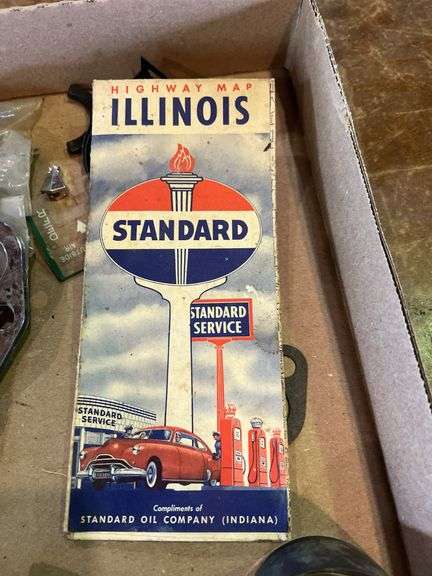 HIGHWAY MAP
ILLINOIS
STANDARD
STANDARD
SERVICE
STANDARD
SERVICE
Compliments of
STANDARD OIL COMPANY (INDIANA)